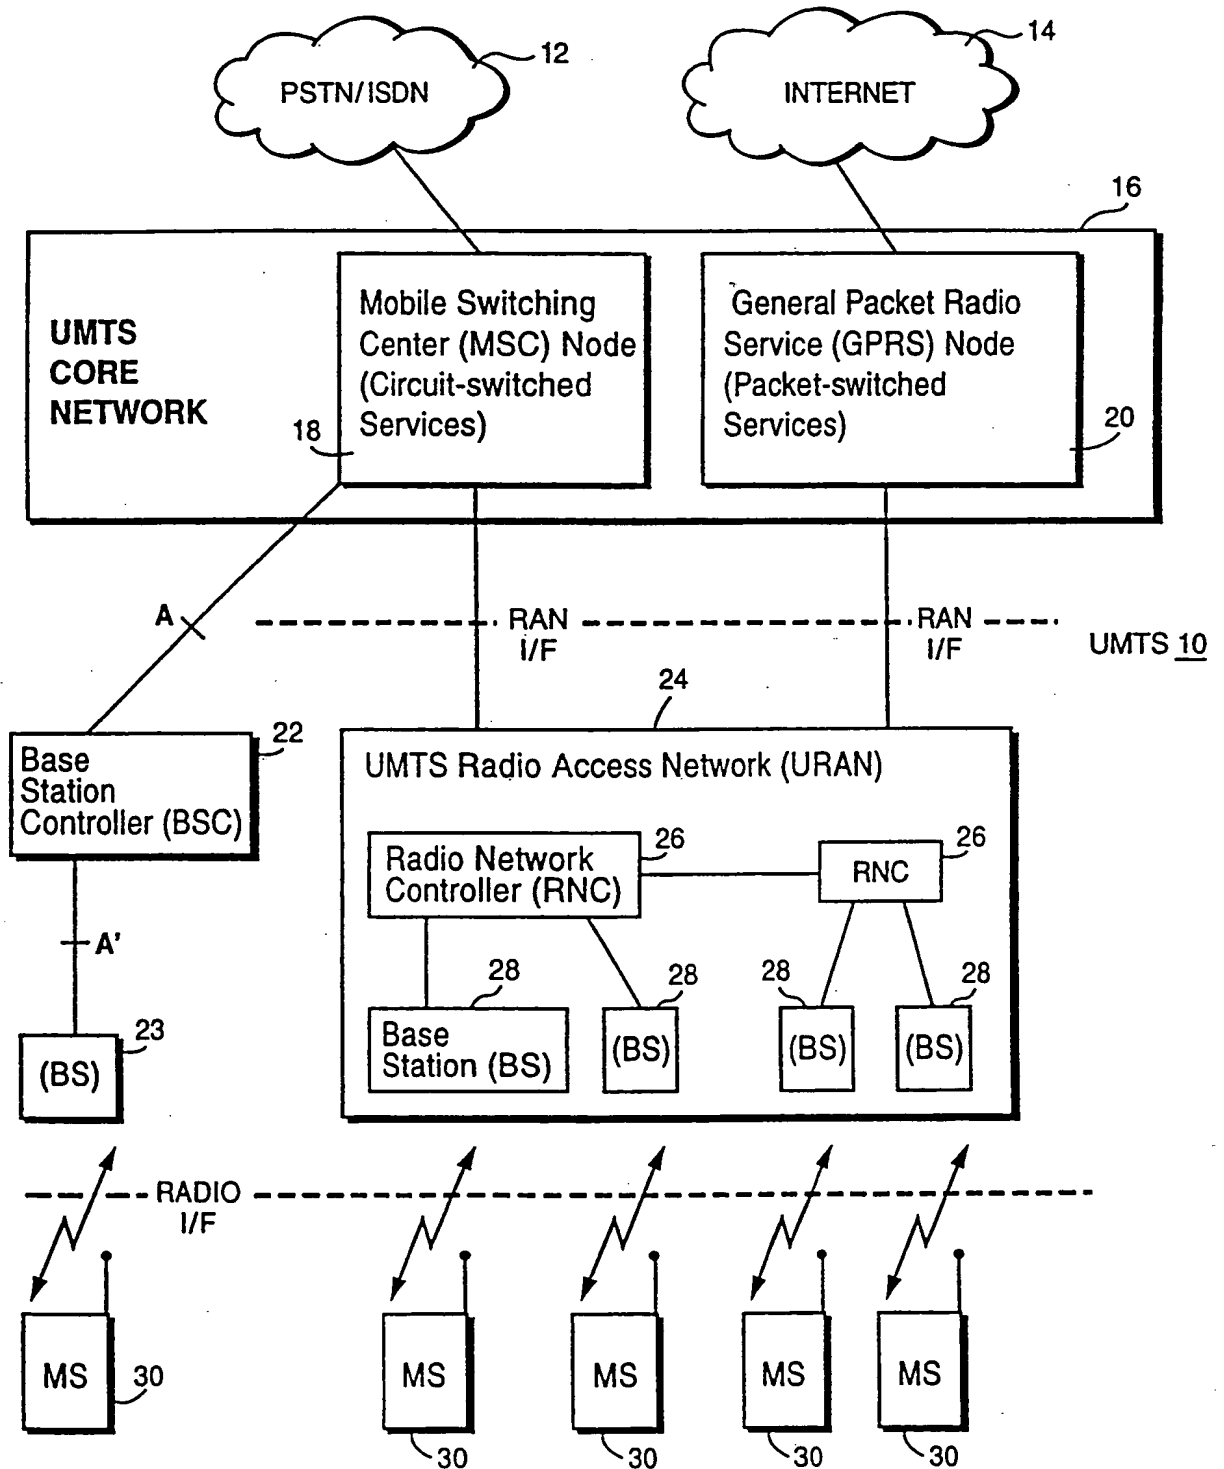 12
14
PSTN/ISDN
INTERNET
16
UMTS
CORE
NETWORK
Mobile Switching
Center (MSC) Node
(Circuit-switched
Services)
18
General Packet Radio
Service (GPRS) Node
(Packet-switched
Services)
20
A
RAN
I/F
RAN
I/F
UMTS 10
24
22
Base
Station
Controller (BSC)
UMTS Radio Access Network (URAN)
26
Radio Network
Controller (RNC)
26
RNC
A'
28
28
28
28
23
(BS)
Base
Station (BS)
(BS)
(BS)
(BS)
RADIO
I/F
MS
30
MS
30
MS
30
MS
30
MS
30